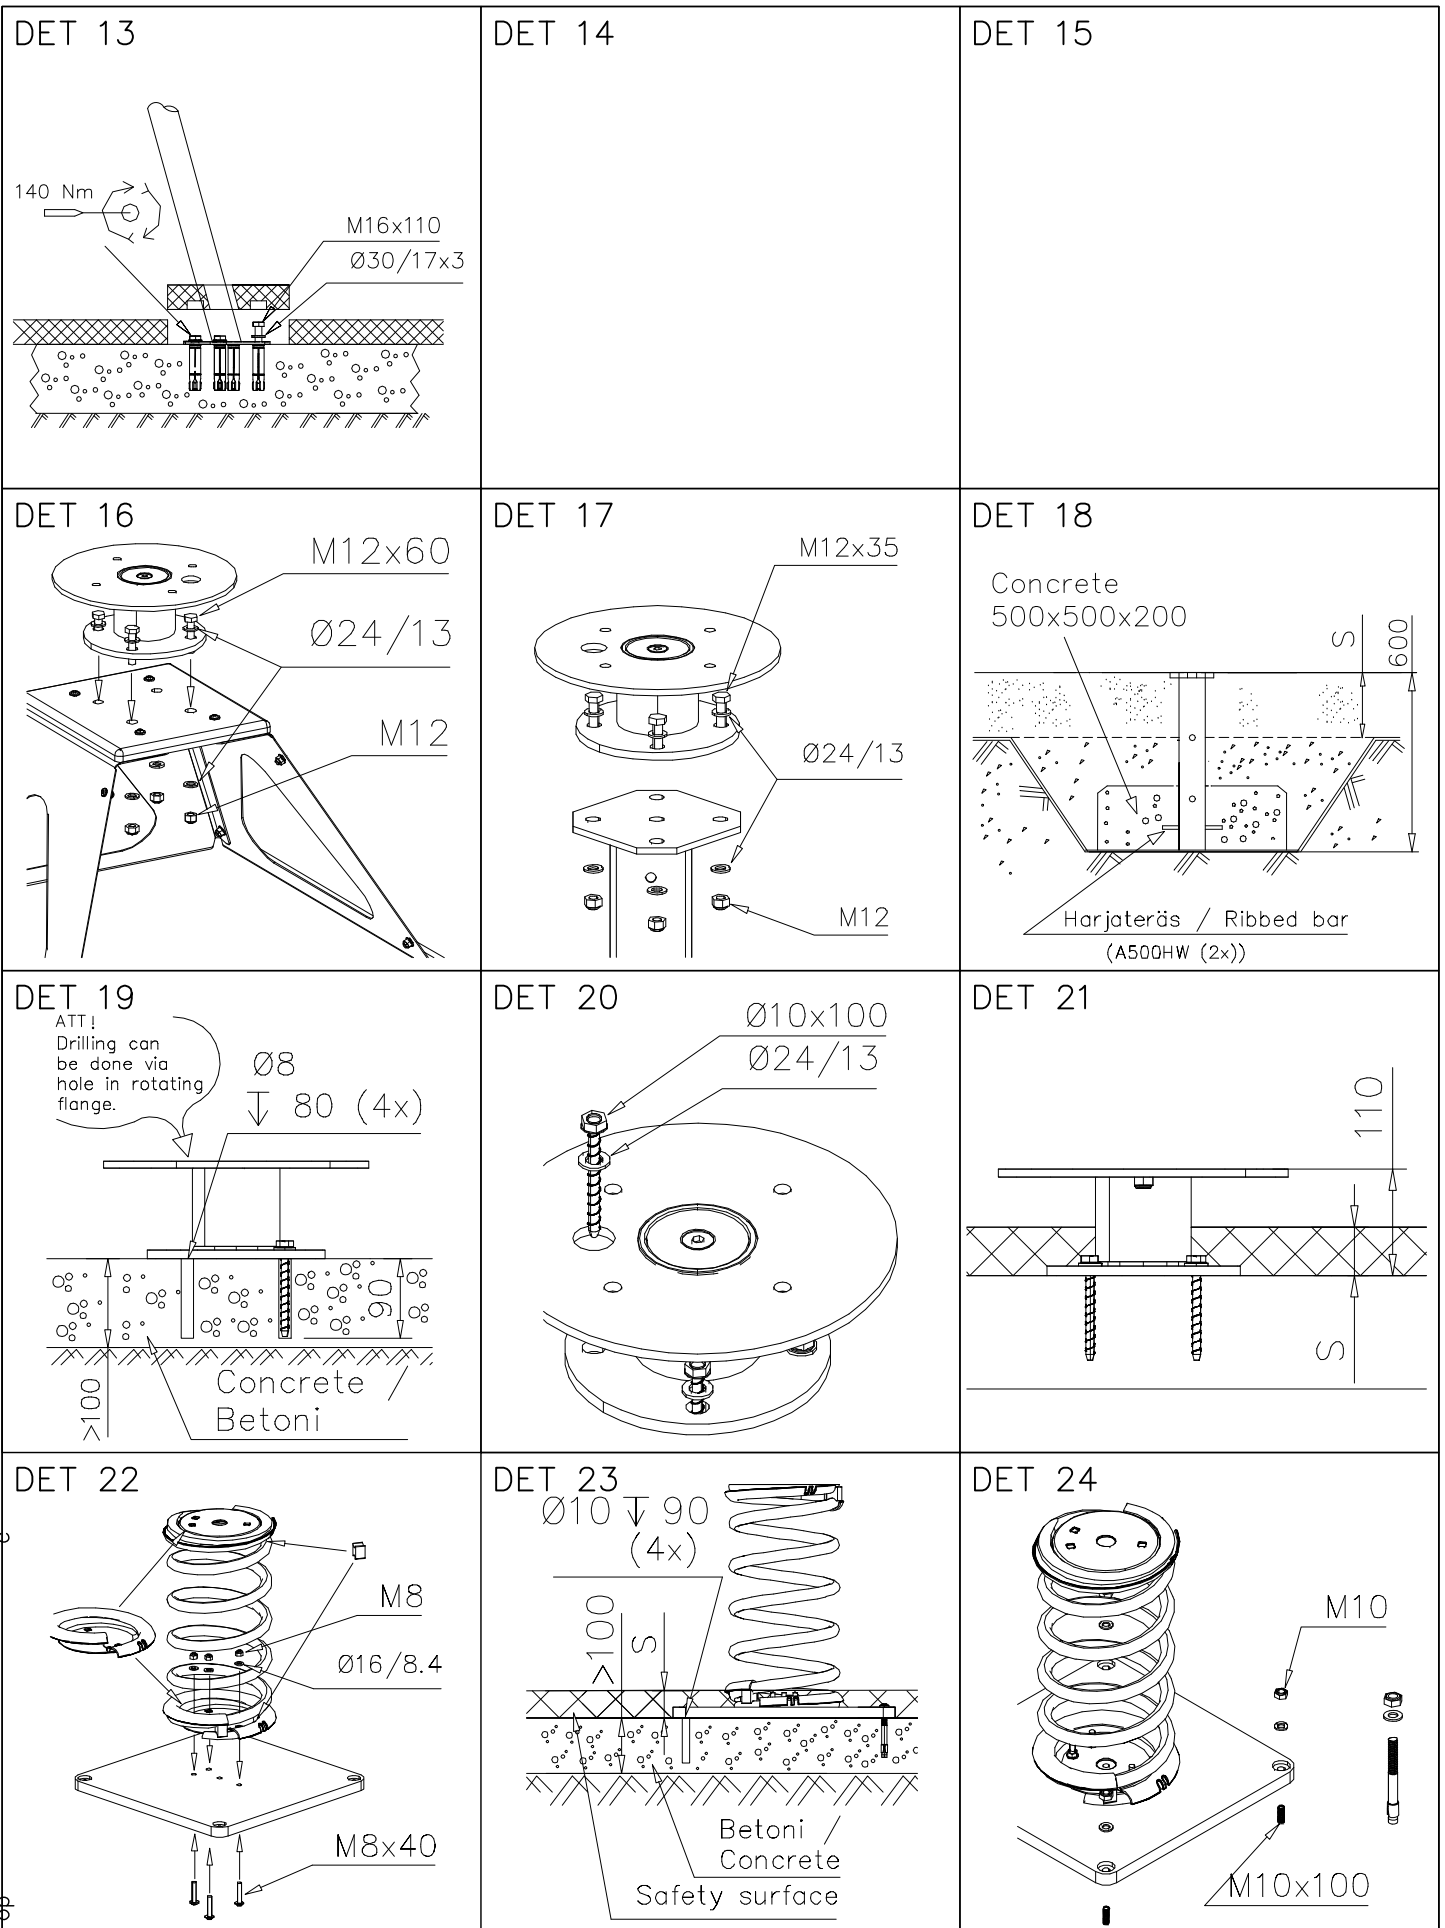 DET 13
140 Nm
M16x110
Ø30/17x3
DET 14
DET 15
DET 16
M12x60
Ø24/13
M12
DET 17
M12x35
Ø24/13
M12
DET 18
Concrete
500x500x200
S
600
Harjateräs / Ribbed bar
(A500HW (2x))
DET 19
ATT!
Drilling can
be done via
hole in rotating
flange.
Ø8
↧ 80 (4x)
90
>100
Concrete /
Betoni
DET 20
Ø10x100
Ø24/13
DET 21
110
S
DET 22
M8
Ø16/8.4
M8x40
DET 23
Ø10 ↧ 90
(4x)
>100
S
Betoni /
Concrete
Safety surface
DET 24
M10
M10x100